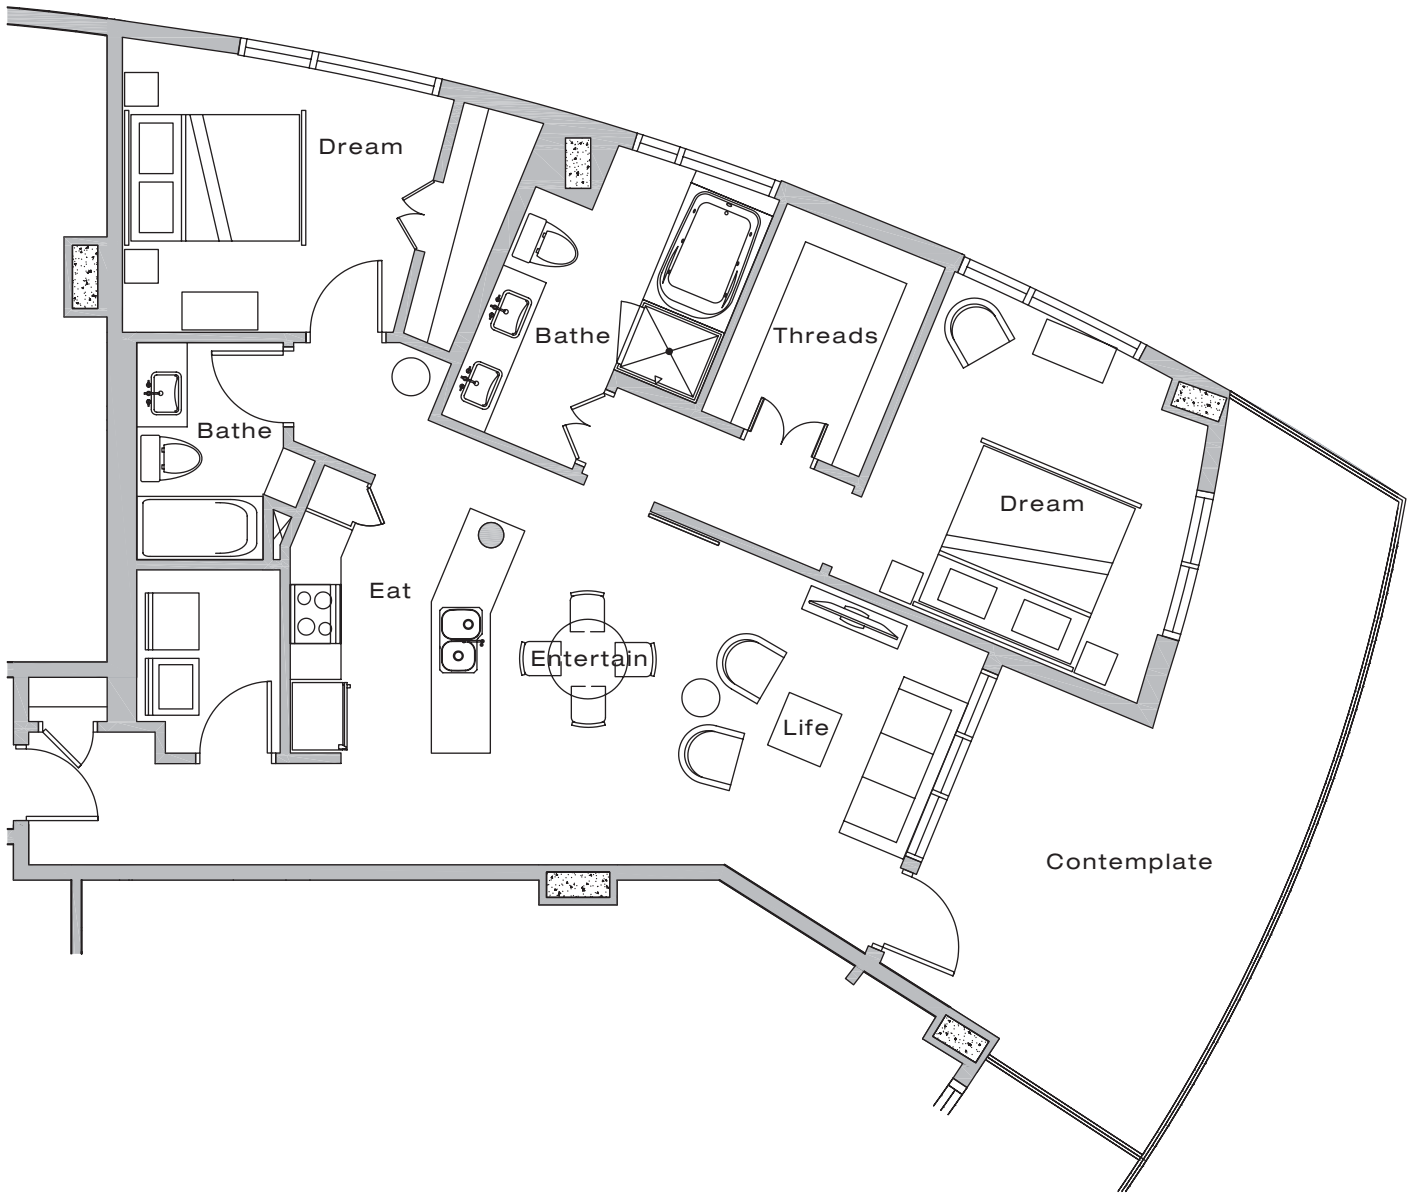 Dream
Bathe
Threads
Bathe
Dream
Eat
Entertain
Life
Contemplate